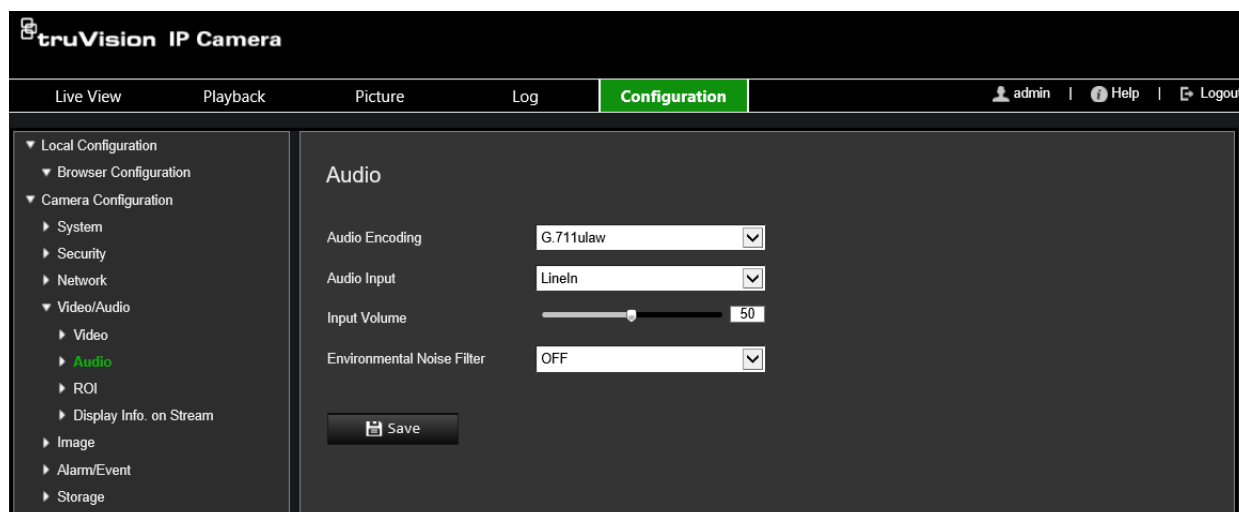 truVision IP Camera
Live View Playback Picture Log Configuration admin | Help | Logout
Local Configuration
Browser Configuration
Camera Configuration
System
Security
Network
Video/Audio
Video
Audio
ROI
Display Info. on Stream
Image
Alarm/Event
Storage
Audio
Audio Encoding G.711ulaw
Audio Input LineIn
Input Volume 50
Environmental Noise Filter OFF
Save